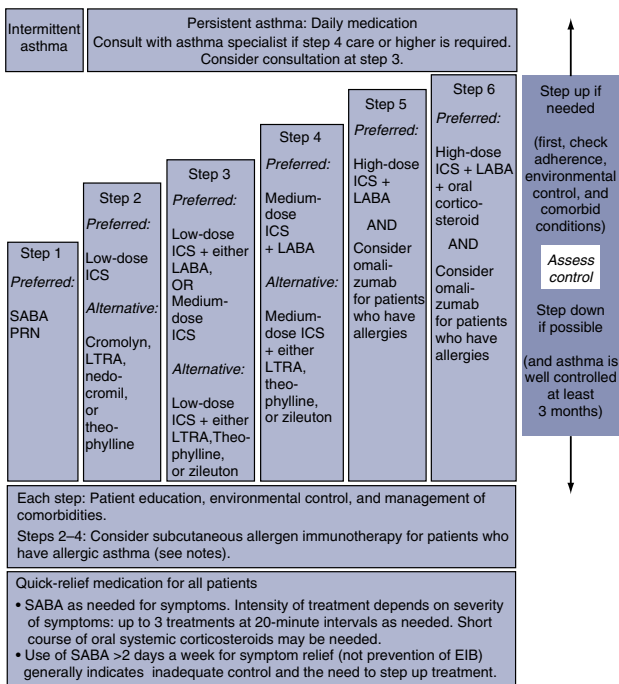 Intermittent
asthma
Persistent asthma: Daily medication
Consult with asthma specialist if step 4 care or higher is required.
Consider consultation at step 3.
Step 1
Preferred:
SABA
PRN
Step 2
Preferred:
Low-dose
ICS
Alternative:
Cromolyn,
LTRA,
nedo-
cromil,
or
theo-
phylline
Step 3
Preferred:
Low-dose
ICS + either
LABA,
OR
Medium-
dose
ICS
Alternative:
Low-dose
ICS + either
LTRA,Theo-
phylline,
or zileuton
Step 4
Preferred:
Medium-
dose
ICS
+ LABA
Alternative:
Medium-
dose ICS
+ either
LTRA,
theo-
phylline,
or zileuton
Step 5
Preferred:
High-dose
ICS +
LABA
AND
Consider
omali-
zumab
for patients
who have
allergies
Step 6
Preferred:
High-dose
ICS + LABA
+ oral
cortico-
steroid
AND
Consider
omali-
zumab
for patients
who have
allergies
Step up if
needed
(first, check
adherence,
environmental
control, and
comorbid
conditions)
Assess
control
Step down
if possible
(and asthma is
well controlled
at least
3 months)
Each step: Patient education, environmental control, and management of
comorbidities.
Steps 2–4: Consider subcutaneous allergen immunotherapy for patients who
have allergic asthma (see notes).
Quick-relief medication for all patients
• SABA as needed for symptoms. Intensity of treatment depends on severity
of symptoms: up to 3 treatments at 20-minute intervals as needed. Short
course of oral systemic corticosteroids may be needed.
• Use of SABA >2 days a week for symptom relief (not prevention of EIB)
generally indicates inadequate control and the need to step up treatment.